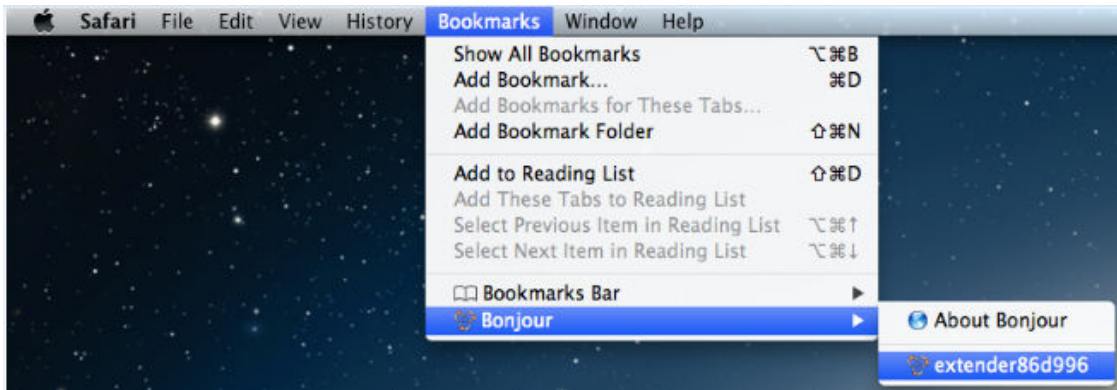 Safari File Edit View History Bookmarks Window Help
Show All Bookmarks ⌥⌘B
Add Bookmark... ⌘D
Add Bookmarks for These Tabs...
Add Bookmark Folder ⇧⌘N
Add to Reading List ⇧⌘D
Add These Tabs to Reading List
Select Previous Item in Reading List ⌥⌘↑
Select Next Item in Reading List ⌥⌘↓
Bookmarks Bar
Bonjour
About Bonjour
extender86d996